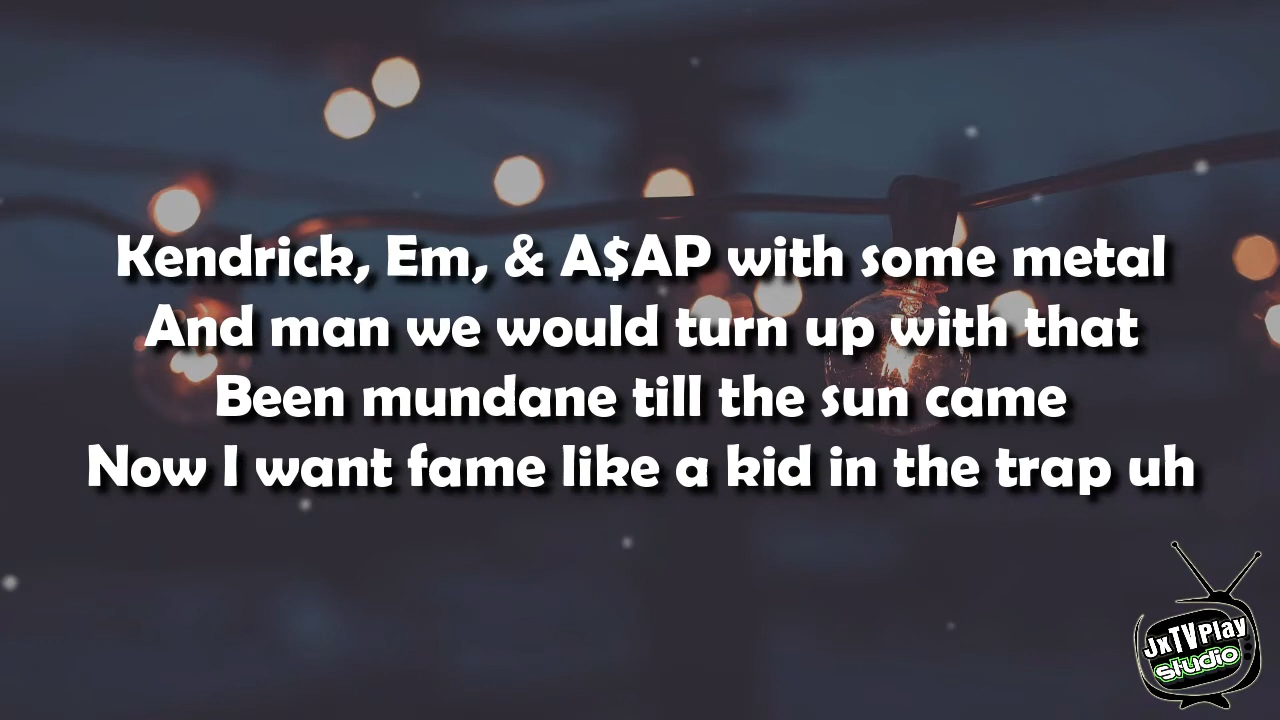 Kendrick, Em, & A$AP with some metal
And man we would turn up with that
Been mundane till the sun came
Now I want fame like a kid in the trap uh
JxTVPlay
studio